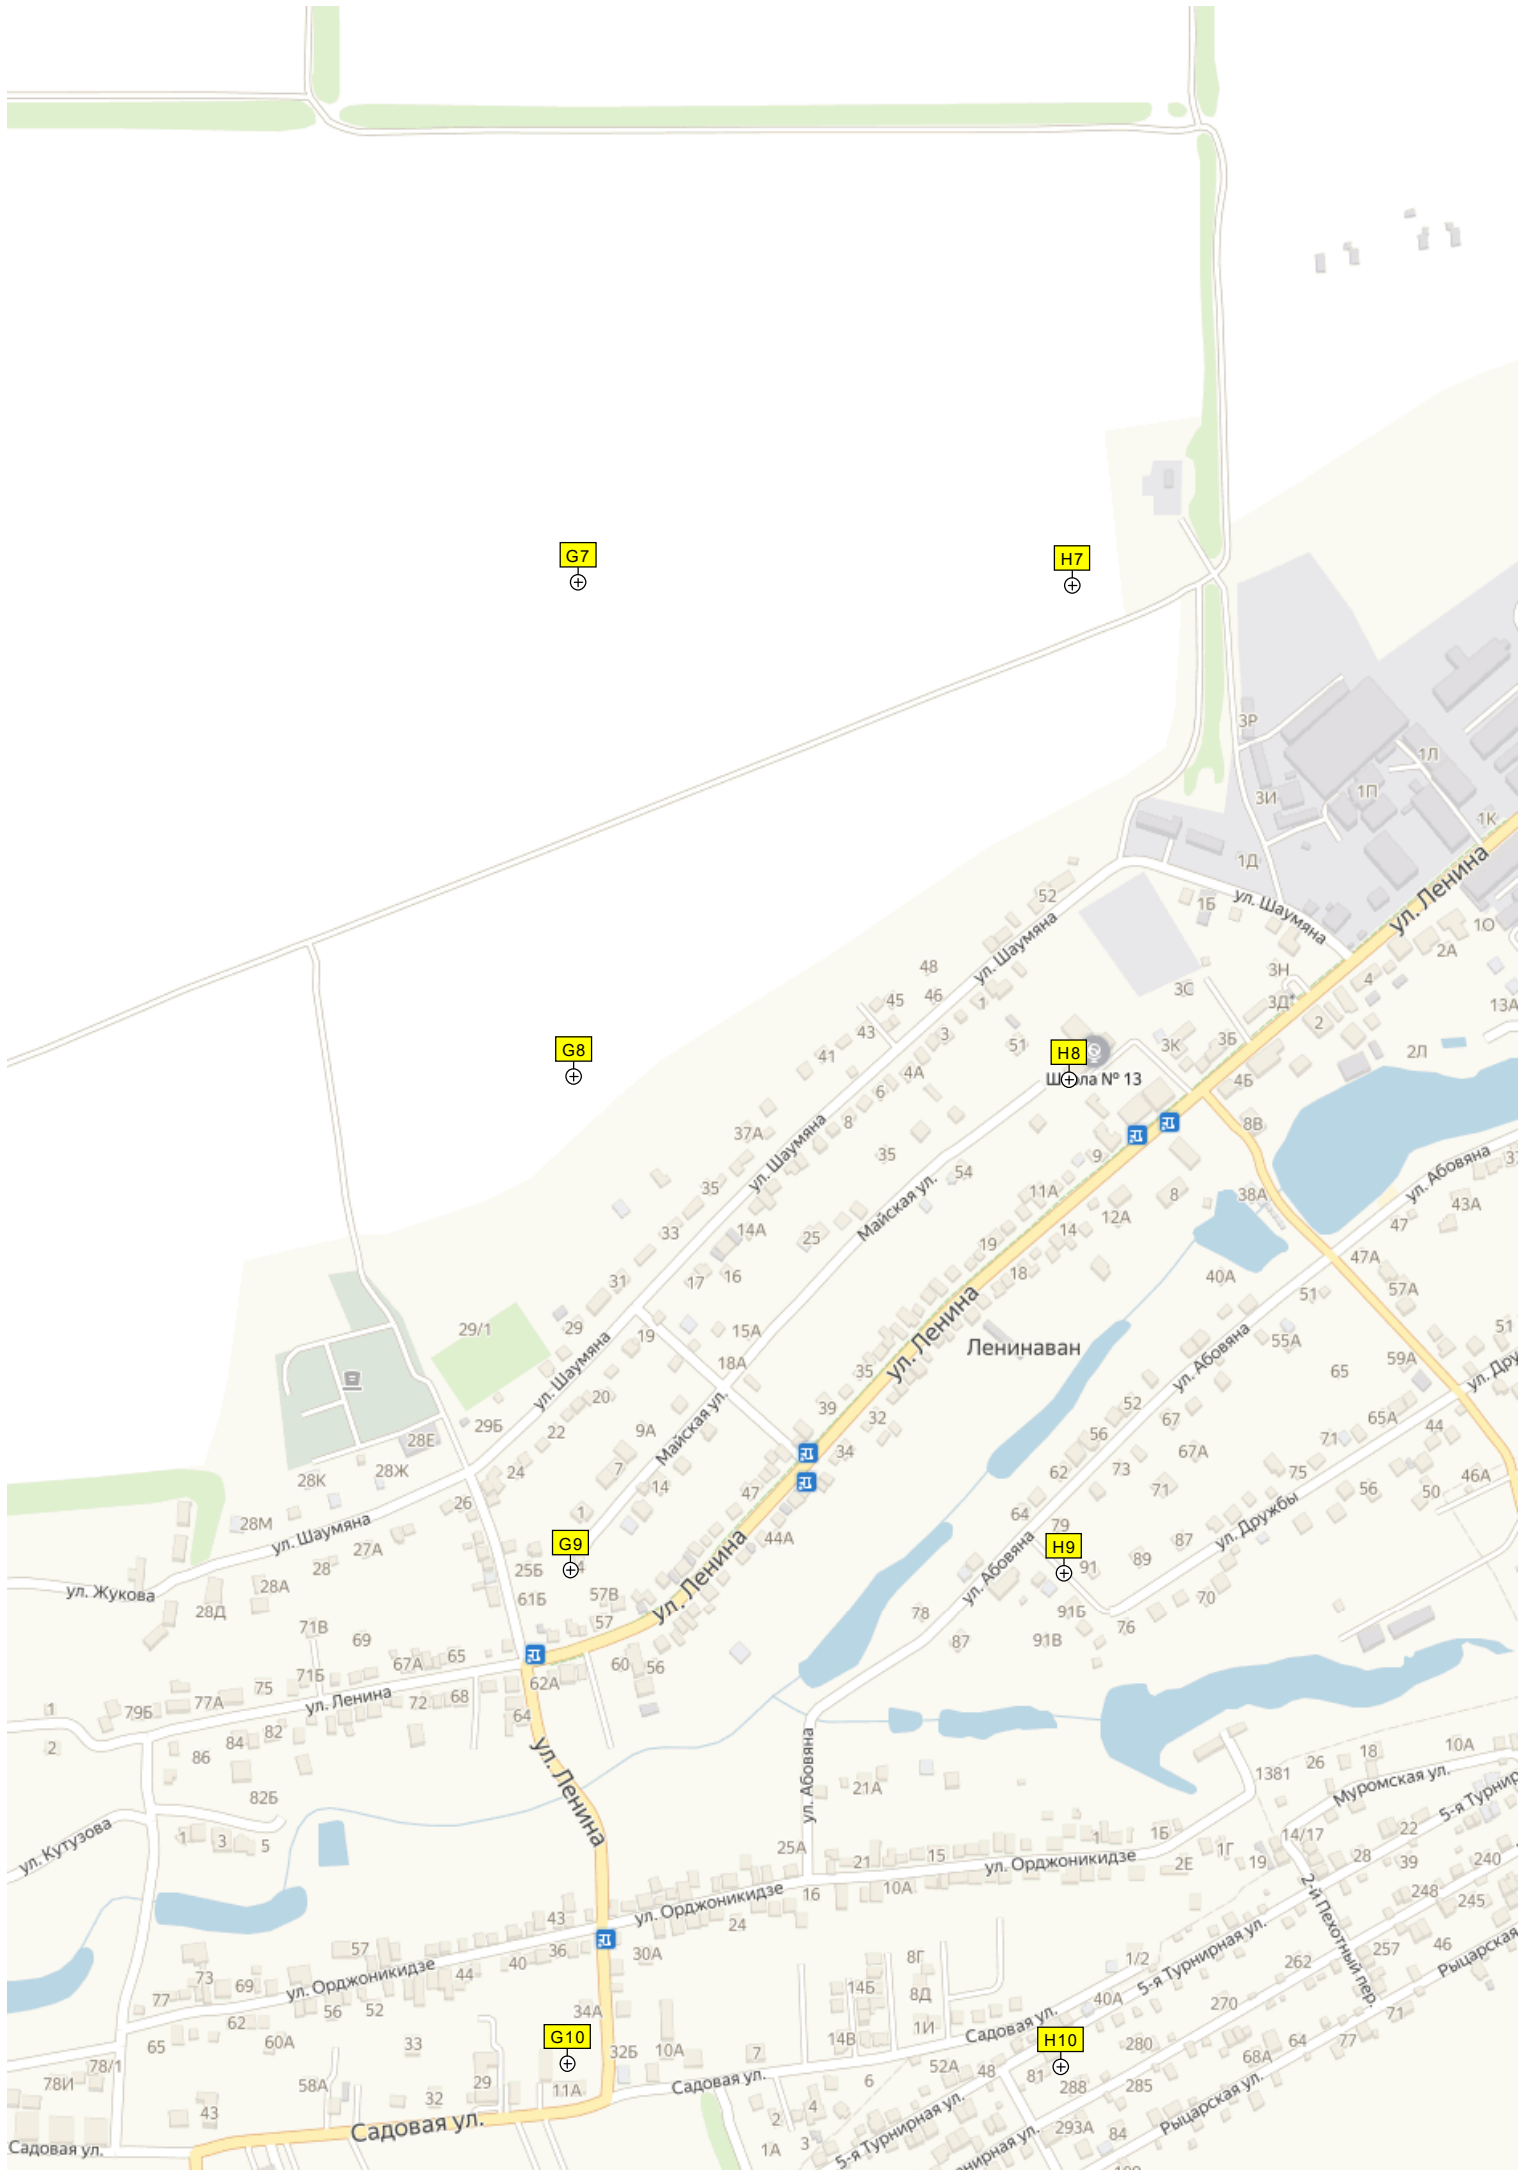 G7
H7
3Р
1Л
3И
1П
1К
1Д
ул. Ленина
52
1Б
ул. Шаумяна
1О
2А
ул. Шаумяна
48
3Н
4
45
46
1
3С
3Д
13А
43
3
51
3К
3Б
2
G8
41
H8
2Л
4А
Школа № 13
4Б
6
8
8В
37А
ул. Шаумяна
35
9
54
ул. Абовяна
35
11А
8
38А
43А
Майская ул.
12А
47
33
14А
25
14
19
47А
31
17
16
18
40А
57А
51
29/1
29
19
15А
ул. Ленина
Ленинаван
ул. Абовяна
55А
51
18А
35
65
59А
ул. Дру
ул. Шаумяна
20
52
29Б
Майская ул.
39
32
67
65А
44
28Е
22
9А
56
71
28К
28Ж
24
7
34
67А
62
73
75
46А
26
14
47
71
56
50
28М
1
64
79
ул. Шаумяна
27А
44А
ул. Дружбы
G9
H9
87
28
25Б
4
91
89
ул. Жукова
28А
61Б
57В
ул. Ленина
ул. Абовяна
70
28Д
71В
57
78
91Б
76
69
87
91В
67А
65
60
56
71Б
75
62А
1
77А
ул. Ленина
72
68
79Б
64
2
84
82
86
ул. Ленина
ул. Абовяна
10А
18
26
1381
82Б
21А
Муромская ул.
5-я Турнир
ул. Кутузова
1
3
5
25А
1
1Б
14/17
22
21
15
ул. Орджоникидзе
2Е
1Г
19
28
39
240
ул. Орджоникидзе
16
10А
2-й Пехотный пер.
248
245
43
24
57
36
30А
40
1/2
5-я Турнирная ул.
257
46
73
ул. Орджоникидзе
44
8Г
262
Рыцарская
69
14Б
77
56
52
34А
8Д
40А
270
71
62
1И
Садовая ул.
65
60А
33
G10
32Б
10А
14В
H10
280
64
77
78/1
7
52А
48
68А
78И
58А
29
11А
Садовая ул.
6
81
288
285
Рыцарская ул.
43
32
4
2
5-я Турнирная ул.
293А
84
Садовая ул.
Садовая ул.
1А
3
нирная ул.